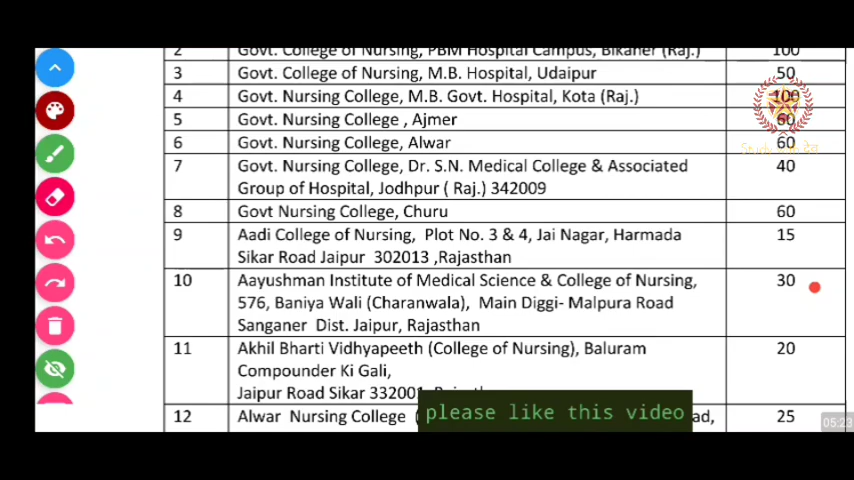 2 Govt. College of Nursing, PBM Hospital Campus, Bikaner (Raj.) 100
3 Govt. College of Nursing, M.B. Hospital, Udaipur 50
4 Govt. Nursing College, M.B. Govt. Hospital, Kota (Raj.) 100
5 Govt. Nursing College , Ajmer 60
6 Govt. Nursing College, Alwar 60
7 Govt. Nursing College, Dr. S.N. Medical College & Associated 40
Group of Hospital, Jodhpur ( Raj.) 342009
8 Govt Nursing College, Churu 60
9 Aadi College of Nursing, Plot No. 3 & 4, Jai Nagar, Harmada 15
Sikar Road Jaipur 302013 ,Rajasthan
10 Aayushman Institute of Medical Science & College of Nursing, 30
576, Baniya Wali (Charanwala), Main Diggi- Malpura Road
Sanganer Dist. Jaipur, Rajasthan
11 Akhil Bharti Vidhyapeeth (College of Nursing), Baluram 20
Compounder Ki Gali,
Jaipur Road Sikar 332001,
12 Alwar Nursing College ( ad, 25
please like this video
05:23